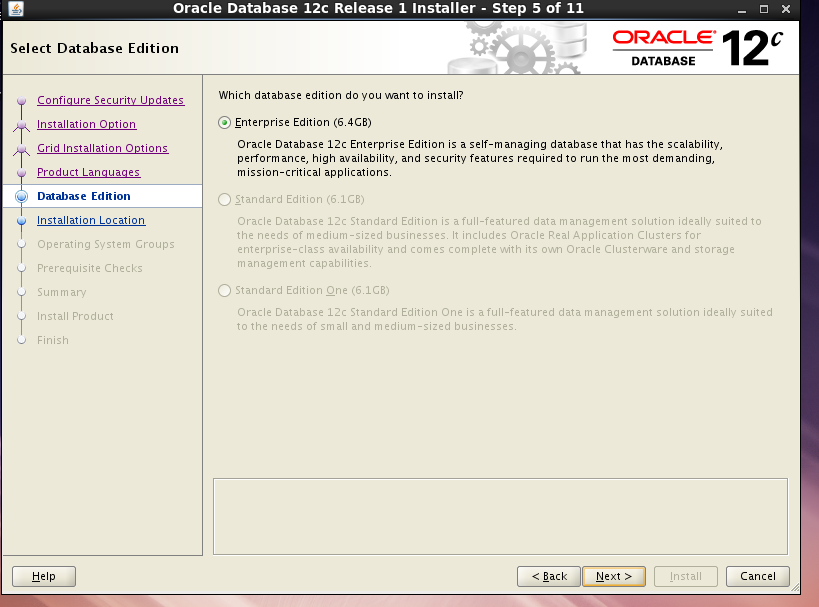 Oracle Database 12c Release 1 Installer - Step 5 of 11
Select Database Edition
ORACLE®
DATABASE
12c
Configure Security Updates
Installation Option
Grid Installation Options
Product Languages
Database Edition
Installation Location
Operating System Groups
Prerequisite Checks
Summary
Install Product
Finish
Which database edition do you want to install?
Enterprise Edition (6.4GB)
Oracle Database 12c Enterprise Edition is a self-managing database that has the scalability,
performance, high availability, and security features required to run the most demanding,
mission-critical applications.
Standard Edition (6.1GB)
Oracle Database 12c Standard Edition is a full-featured data management solution ideally suited to
the needs of medium-sized businesses. It includes Oracle Real Application Clusters for
enterprise-class availability and comes complete with its own Oracle Clusterware and storage
management capabilities.
Standard Edition One (6.1GB)
Oracle Database 12c Standard Edition One is a full-featured data management solution ideally suited
to the needs of small and medium-sized businesses.
Help
< Back
Next >
Install
Cancel